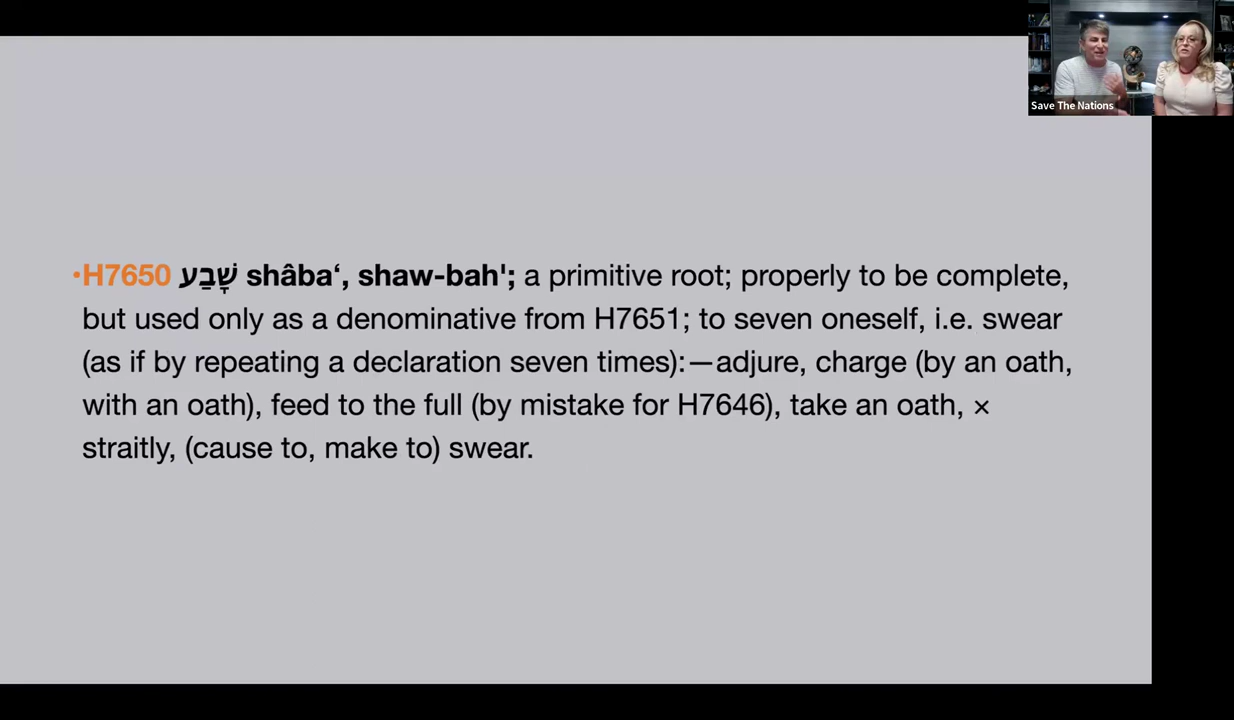 Save The Nations
•H7650 שָׁבַע shâba‘, shaw-bah'; a primitive root; properly to be complete,
but used only as a denominative from H7651; to seven oneself, i.e. swear
(as if by repeating a declaration seven times):—adjure, charge (by an oath,
with an oath), feed to the full (by mistake for H7646), take an oath, ×
straitly, (cause to, make to) swear.